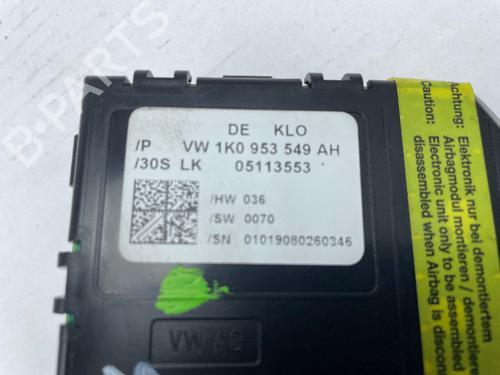 DE KLO
/P VW 1K0 953 549 AH
/30S LK 05113553
/HW 036
/SW 0070
/SN 01019080260346
VW AG
B-PARTS
Achtung:
Elektronik nur bei demontiertem
Airbagmodul montieren / demontieren
Caution:
Electronic unit only to be assembled /
disassembled when Airbag is discon